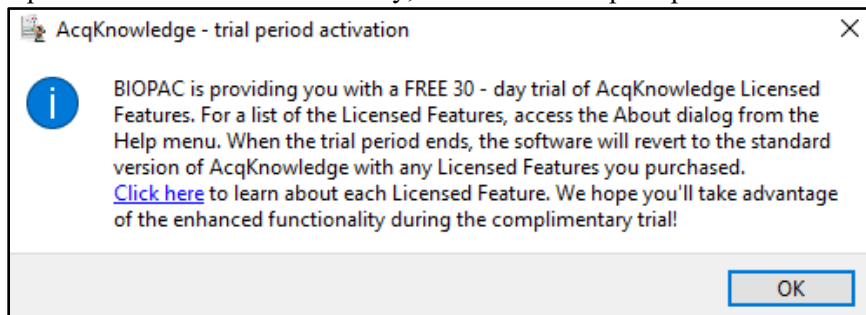 AcqKnowledge - trial period activation
BIOPAC is providing you with a FREE 30 - day trial of AcqKnowledge Licensed
Features. For a list of the Licensed Features, access the About dialog from the
Help menu. When the trial period ends, the software will revert to the standard
version of AcqKnowledge with any Licensed Features you purchased.
Click here to learn about each Licensed Feature. We hope you'll take advantage
of the enhanced functionality during the complimentary trial!
OK